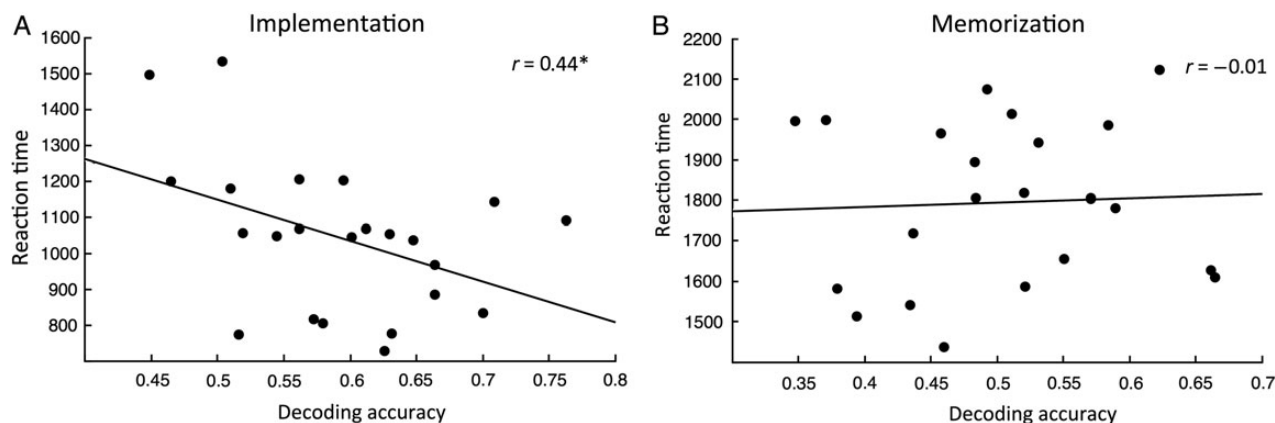 A Implementation
r = 0.44*
Reaction time
1600
1500
1400
1300
1200
1100
1000
900
800
0.45 0.5 0.55 0.6 0.65 0.7 0.75 0.8
Decoding accuracy
B Memorization
r = −0.01
Reaction time
2200
2100
2000
1900
1800
1700
1600
1500
0.35 0.4 0.45 0.5 0.55 0.6 0.65 0.7
Decoding accuracy